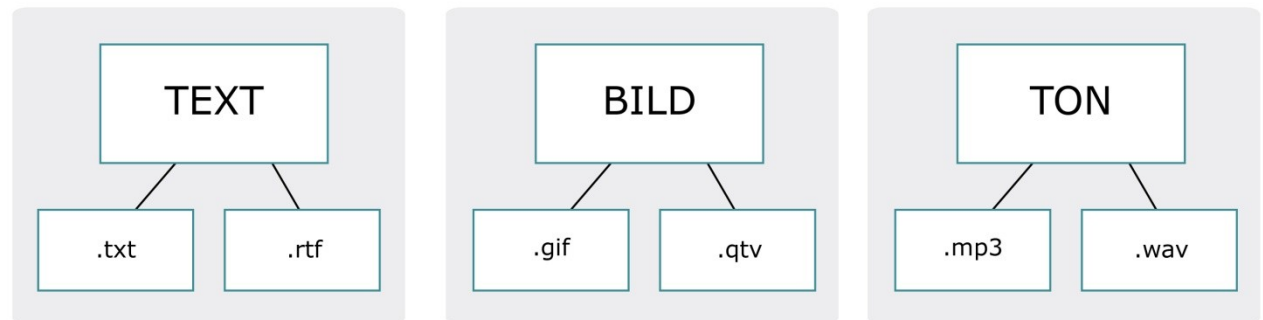 TEXT
.txt
.rtf
BILD
.gif
.qtv
TON
.mp3
.wav